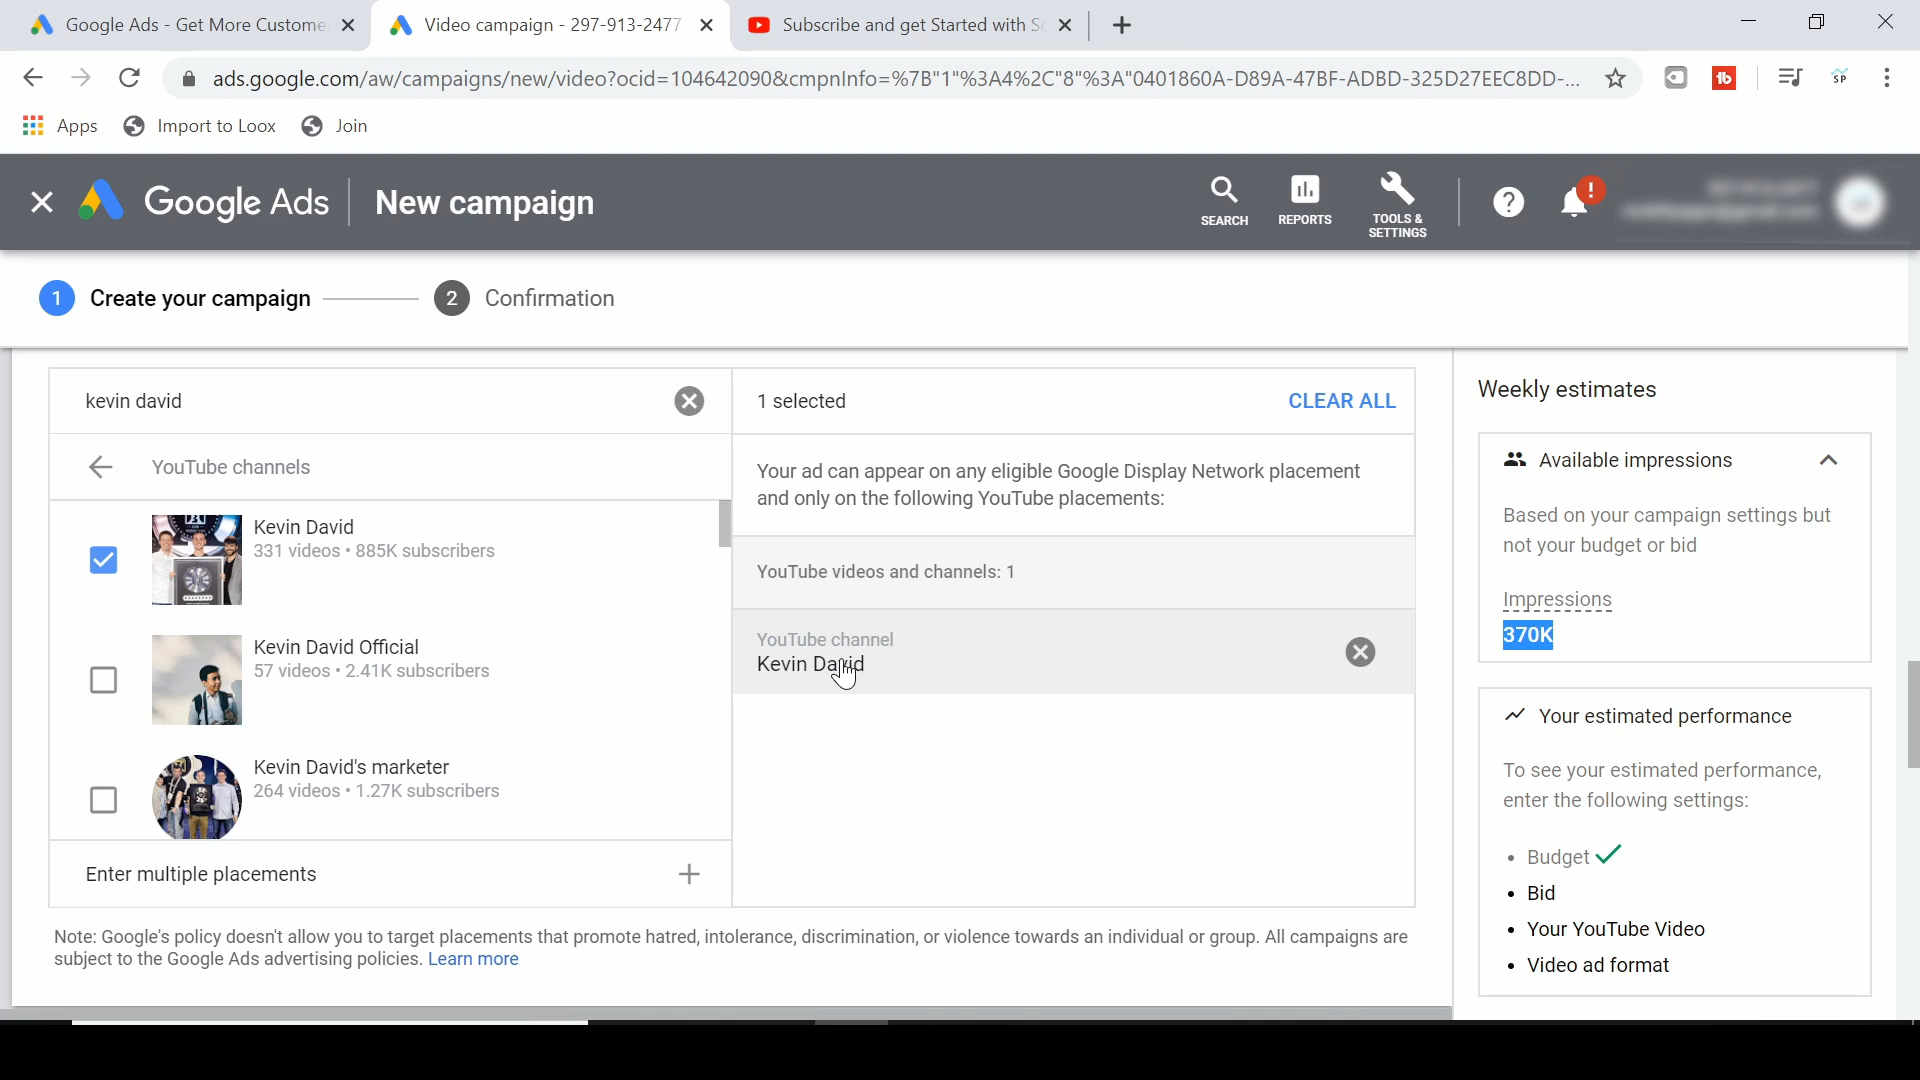 Google Ads - Get More Custome
Video campaign - 297-913-2477
Subscribe and get Started with S
ads.google.com/aw/campaigns/new/video?ocid=104642090&cmpnInfo=%7B"1"%3A4%2C"8"%3A"0401860A-D89A-47BF-ADBD-325D27EEC8DD-...
tb
SP
Apps
Import to Loox
Join
Google Ads
New campaign
SEARCH
REPORTS
TOOLS &
SETTINGS
?
!
1
Create your campaign
2
Confirmation
kevin david
YouTube channels
Kevin David
331 videos • 885K subscribers
Kevin David Official
57 videos • 2.41K subscribers
Kevin David's marketer
264 videos • 1.27K subscribers
Enter multiple placements
1 selected
CLEAR ALL
Your ad can appear on any eligible Google Display Network placement
and only on the following YouTube placements:
YouTube videos and channels: 1
YouTube channel
Kevin David
Note: Google's policy doesn't allow you to target placements that promote hatred, intolerance, discrimination, or violence towards an individual or group. All campaigns are
subject to the Google Ads advertising policies. Learn more
Weekly estimates
Available impressions
Based on your campaign settings but
not your budget or bid
Impressions
370K
Your estimated performance
To see your estimated performance,
enter the following settings:
• Budget
• Bid
• Your YouTube Video
• Video ad format